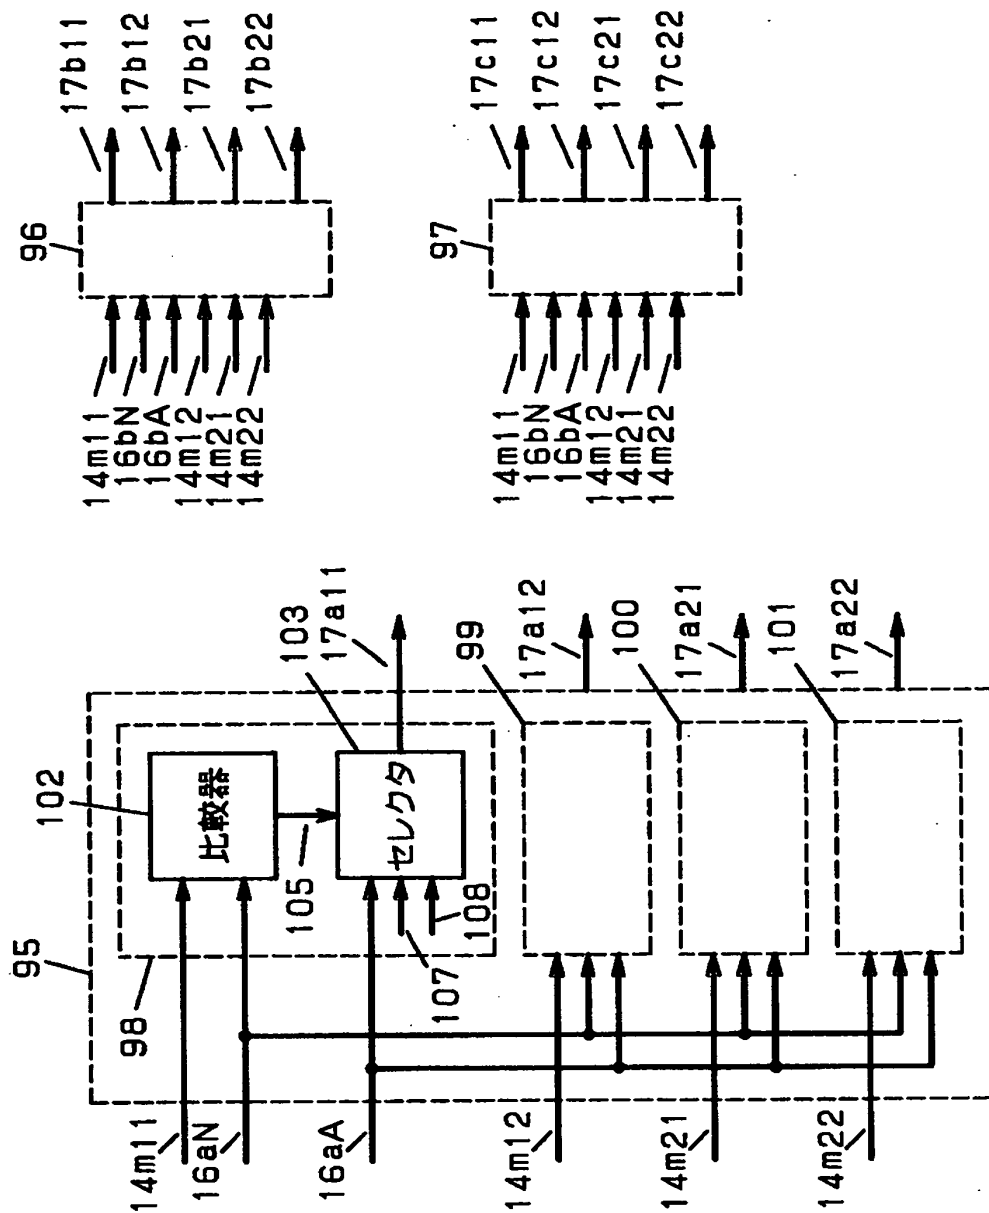 95
98
102
比較器
105
103
セレクタ
107
108
14m11
16aN
16aA
17a11
99
17a12
14m12
100
17a21
14m21
101
17a22
14m22
96
14m11
16bN
16bA
14m12
14m21
14m22
17b11
17b12
17b21
17b22
97
14m11
16bN
16bA
14m12
14m21
14m22
17c11
17c12
17c21
17c22